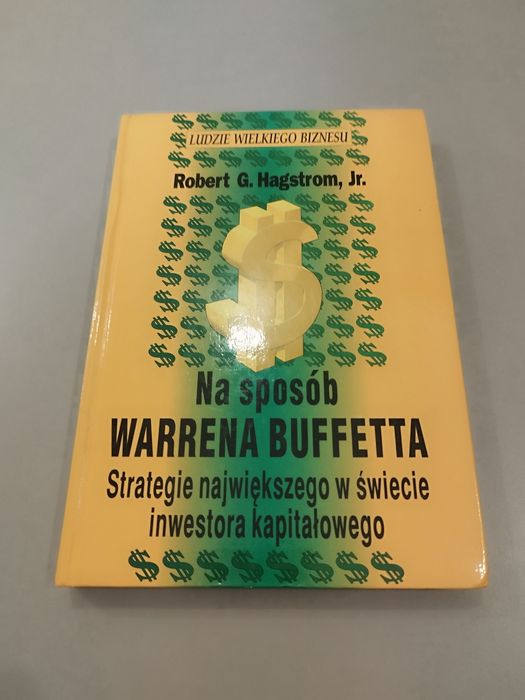 LUDZIE WIELKIEGO BIZNESU
Robert G. Hagstrom, Jr.
Na sposób
WARRENA BUFFETTA
Strategie największego w świecie
inwestora kapitałowego